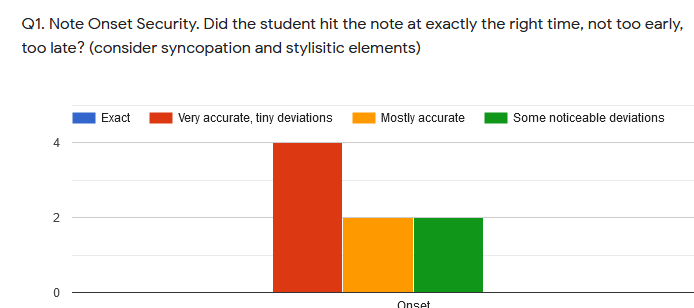 Q1. Note Onset Security. Did the student hit the note at exactly the right time, not too early,
too late? (consider syncopation and stylisitic elements)
Exact Very accurate, tiny deviations Mostly accurate Some noticeable deviations
4
2
0
Onset